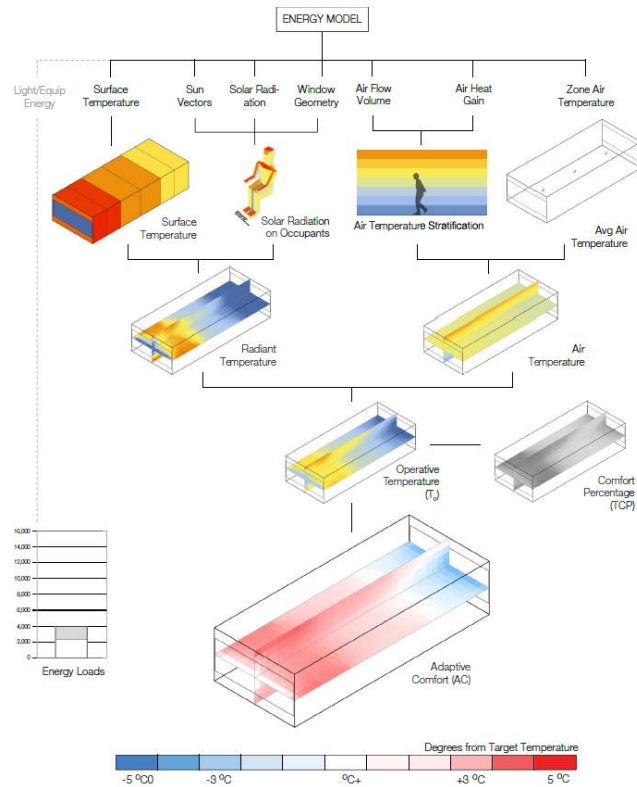 ENERGY MODEL
Light/Equip
Energy
Surface
Temperature
Sun
Vectors
Solar Radi-
ation
Window
Geometry
Air Flow
Volume
Air Heat
Gain
Zone Air
Temperature
Surface
Temperature
Solar Radiation
on Occupants
Air Temperature Stratification
Avg Air
Temperature
Radiant
Temperature
Air
Temperature
Operative
Temperature
(To)
Comfort
Percentage
(TCP)
16,000
14,000
12,000
10,000
8,000
6,000
4,000
2,000
0
Energy Loads
Adaptive
Comfort (AC)
Degrees from Target Temperature
-5 ºC0
-3 ºC
ºC+
+3 ºC
5 ºC